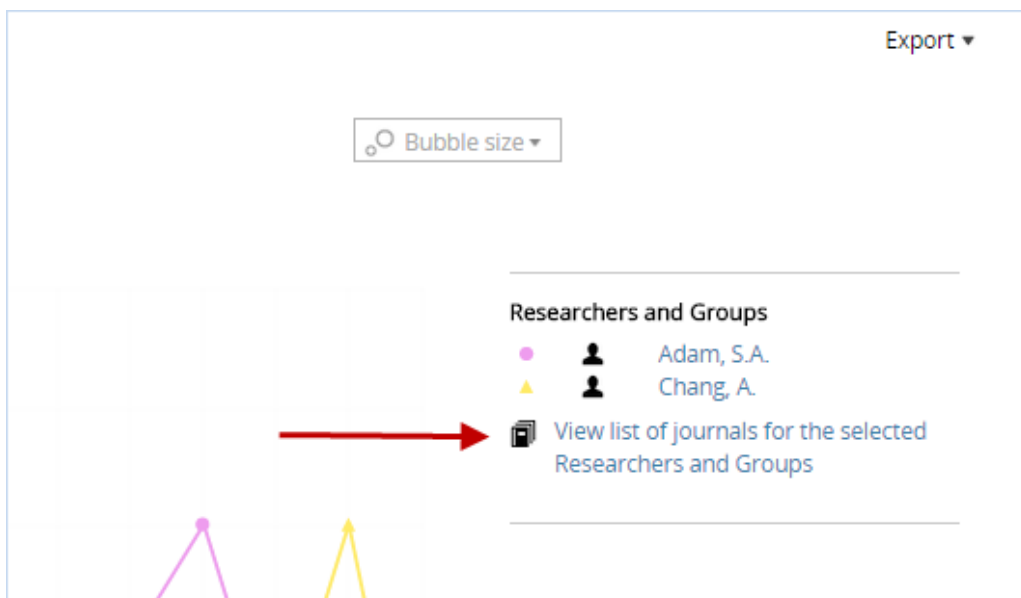 Export
Bubble size
Researchers and Groups
Adam, S.A.
Chang, A.
View list of journals for the selected
Researchers and Groups